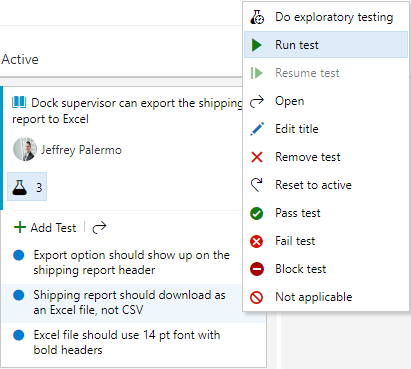 Active
Dock supervisor can export the shipping
report to Excel
Jeffrey Palermo
3
Add Test
Export option should show up on the
shipping report header
Shipping report should download as
an Excel file, not CSV
Excel file should use 14 pt font with
bold headers
Do exploratory testing
Run test
Resume test
Open
Edit title
Remove test
Reset to active
Pass test
Fail test
Block test
Not applicable